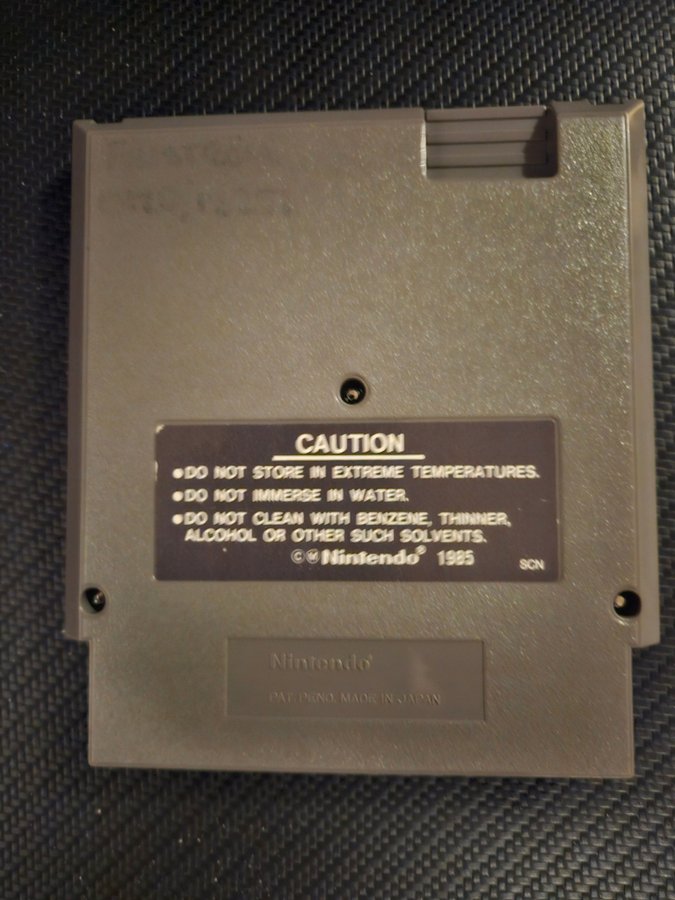 CAUTION
●DO NOT STORE IN EXTREME TEMPERATURES.
●DO NOT IMMERSE IN WATER.
●DO NOT CLEAN WITH BENZENE, THINNER,
ALCOHOL OR OTHER SUCH SOLVENTS.
©Ⓜ Nintendo® 1985
SCN
Nintendo®
PAT. PEND. MADE IN JAPAN